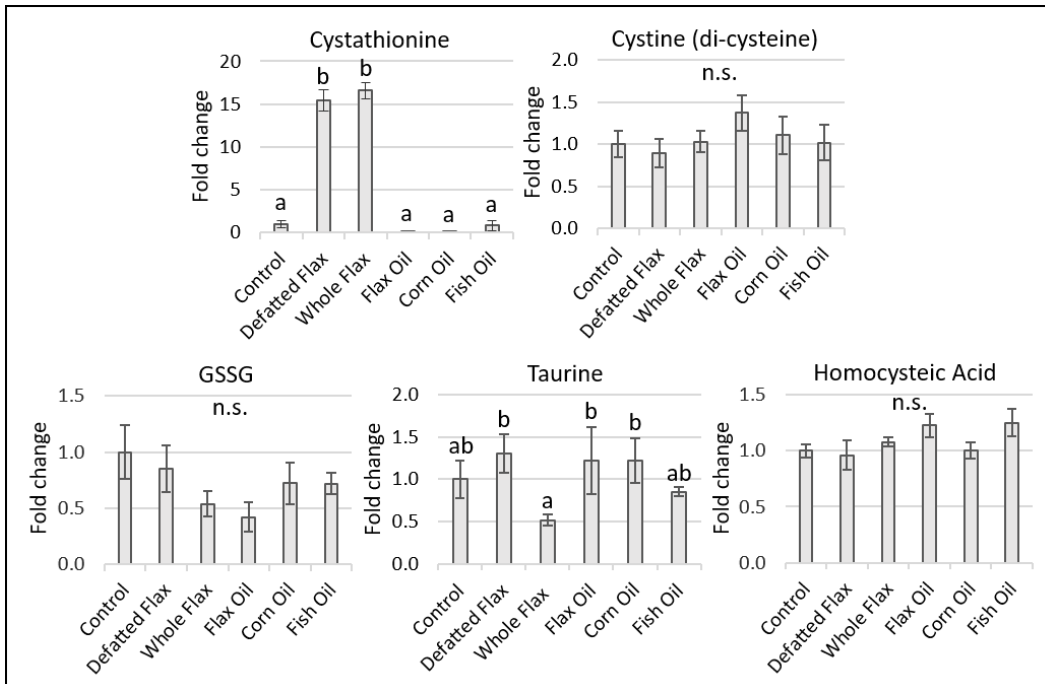 Cystathionine
Fold change
20
15
10
5
0
a
b
b
a
a
a
Control
Defatted Flax
Whole Flax
Flax Oil
Corn Oil
Fish Oil
Cystine (di-cysteine)
n.s.
Fold change
2.0
1.5
1.0
0.5
0.0
Control
Defatted Flax
Whole Flax
Flax Oil
Corn Oil
Fish Oil
GSSG
n.s.
Fold change
1.5
1.0
0.5
0.0
Control
Defatted Flax
Whole Flax
Flax Oil
Corn Oil
Fish Oil
Taurine
Fold change
2.0
1.5
1.0
0.5
0.0
ab
b
a
b
b
ab
Control
Defatted Flax
Whole Flax
Flax Oil
Corn Oil
Fish Oil
Homocysteic Acid
n.s.
Fold change
1.5
1.0
0.5
0.0
Control
Defatted Flax
Whole Flax
Flax Oil
Corn Oil
Fish Oil